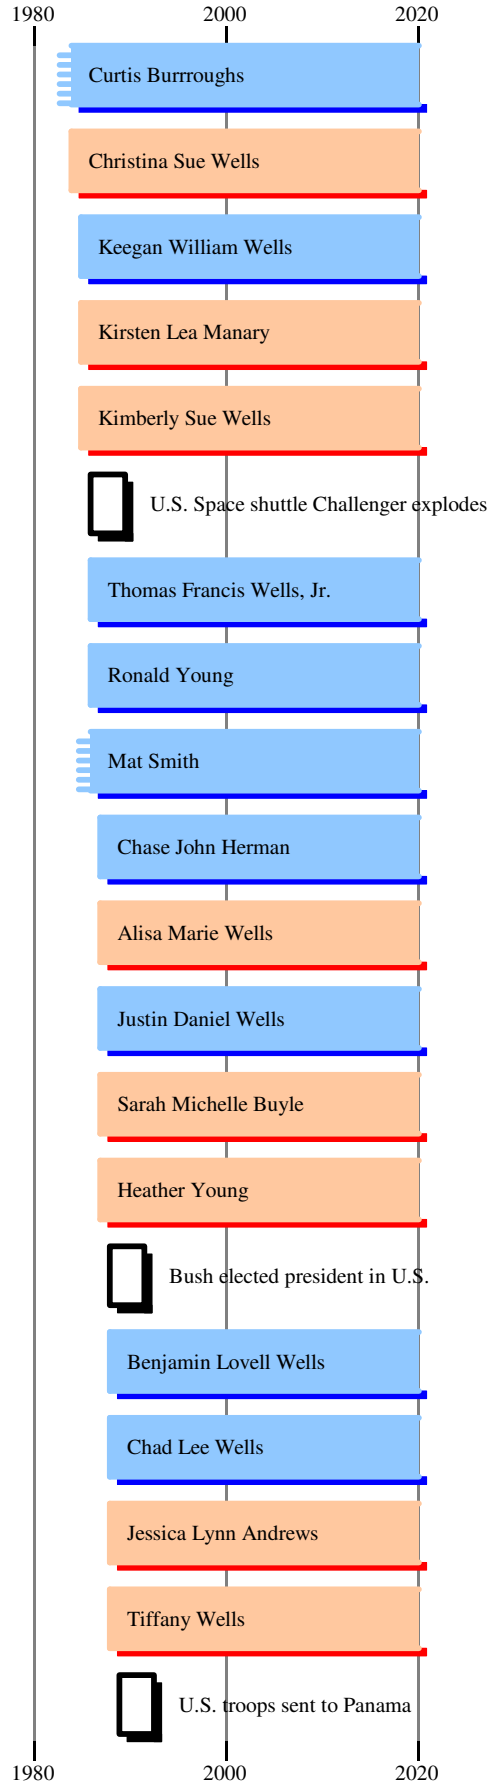 1980 2000 2020
Curtis Burrroughs
Christina Sue Wells
Keegan William Wells
Kirsten Lea Manary
Kimberly Sue Wells
U.S. Space shuttle Challenger explodes
Thomas Francis Wells, Jr.
Ronald Young
Mat Smith
Chase John Herman
Alisa Marie Wells
Justin Daniel Wells
Sarah Michelle Buyle
Heather Young
Bush elected president in U.S.
Benjamin Lovell Wells
Chad Lee Wells
Jessica Lynn Andrews
Tiffany Wells
U.S. troops sent to Panama
1980 2000 2020